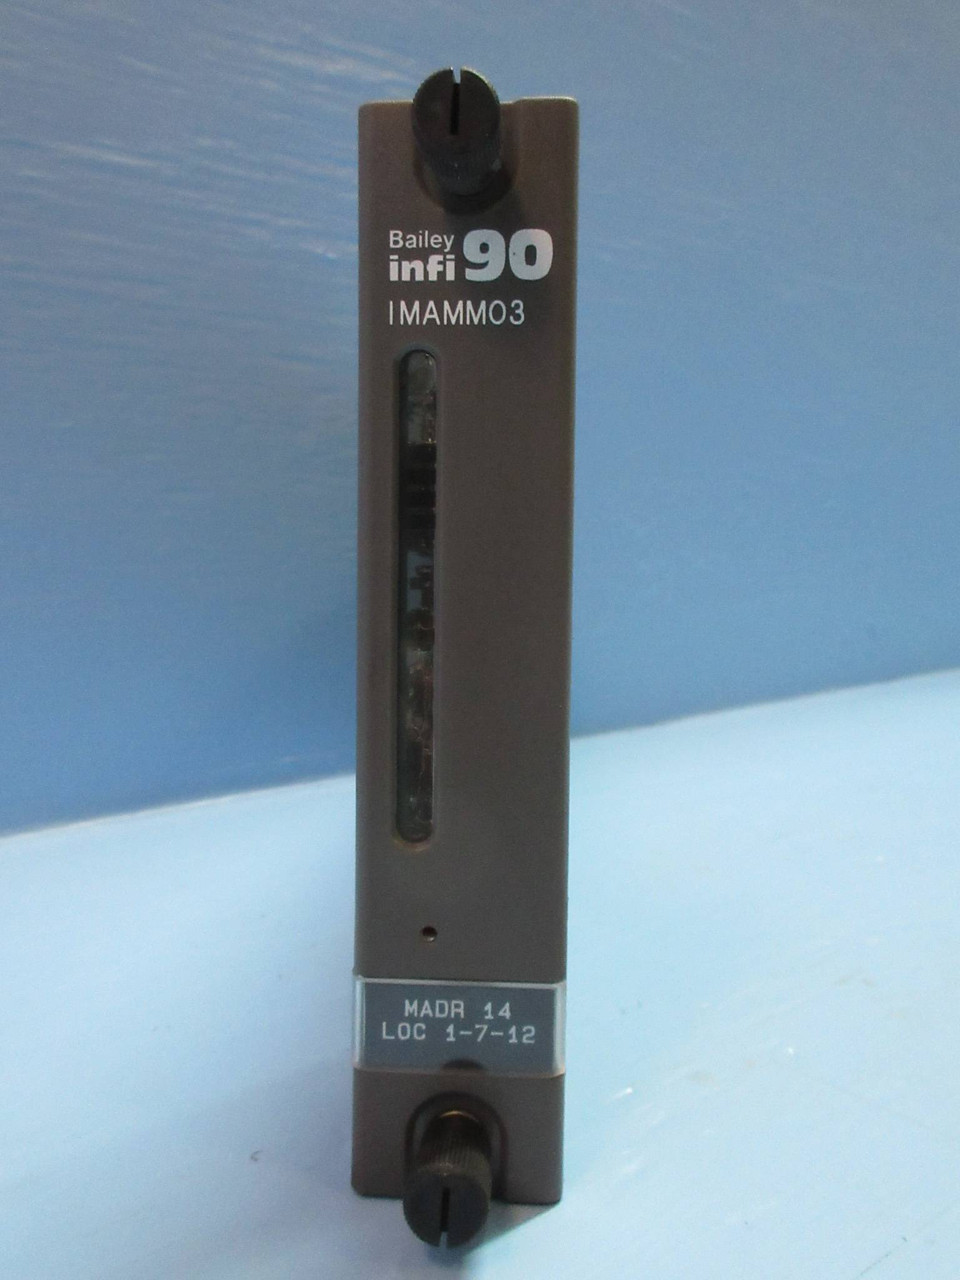 Bailey
infi 90
IMAMM03
MADR 14
LOC 1-7-12